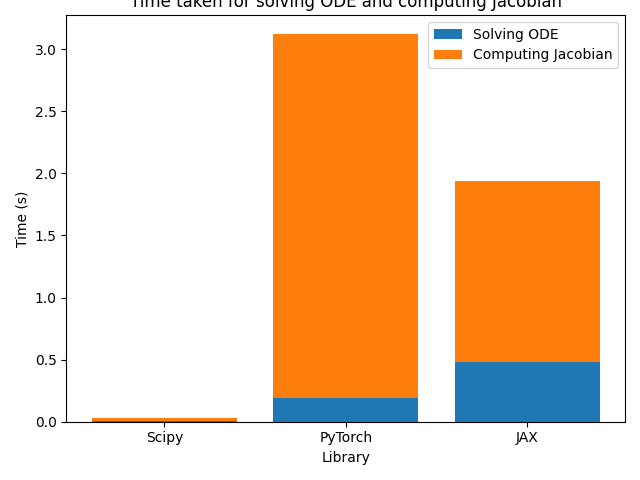 Time taken for solving ODE and computing Jacobian
Solving ODE
Computing Jacobian
3.0
2.5
2.0
1.5
1.0
0.5
0.0
Time (s)
Scipy
PyTorch
JAX
Library